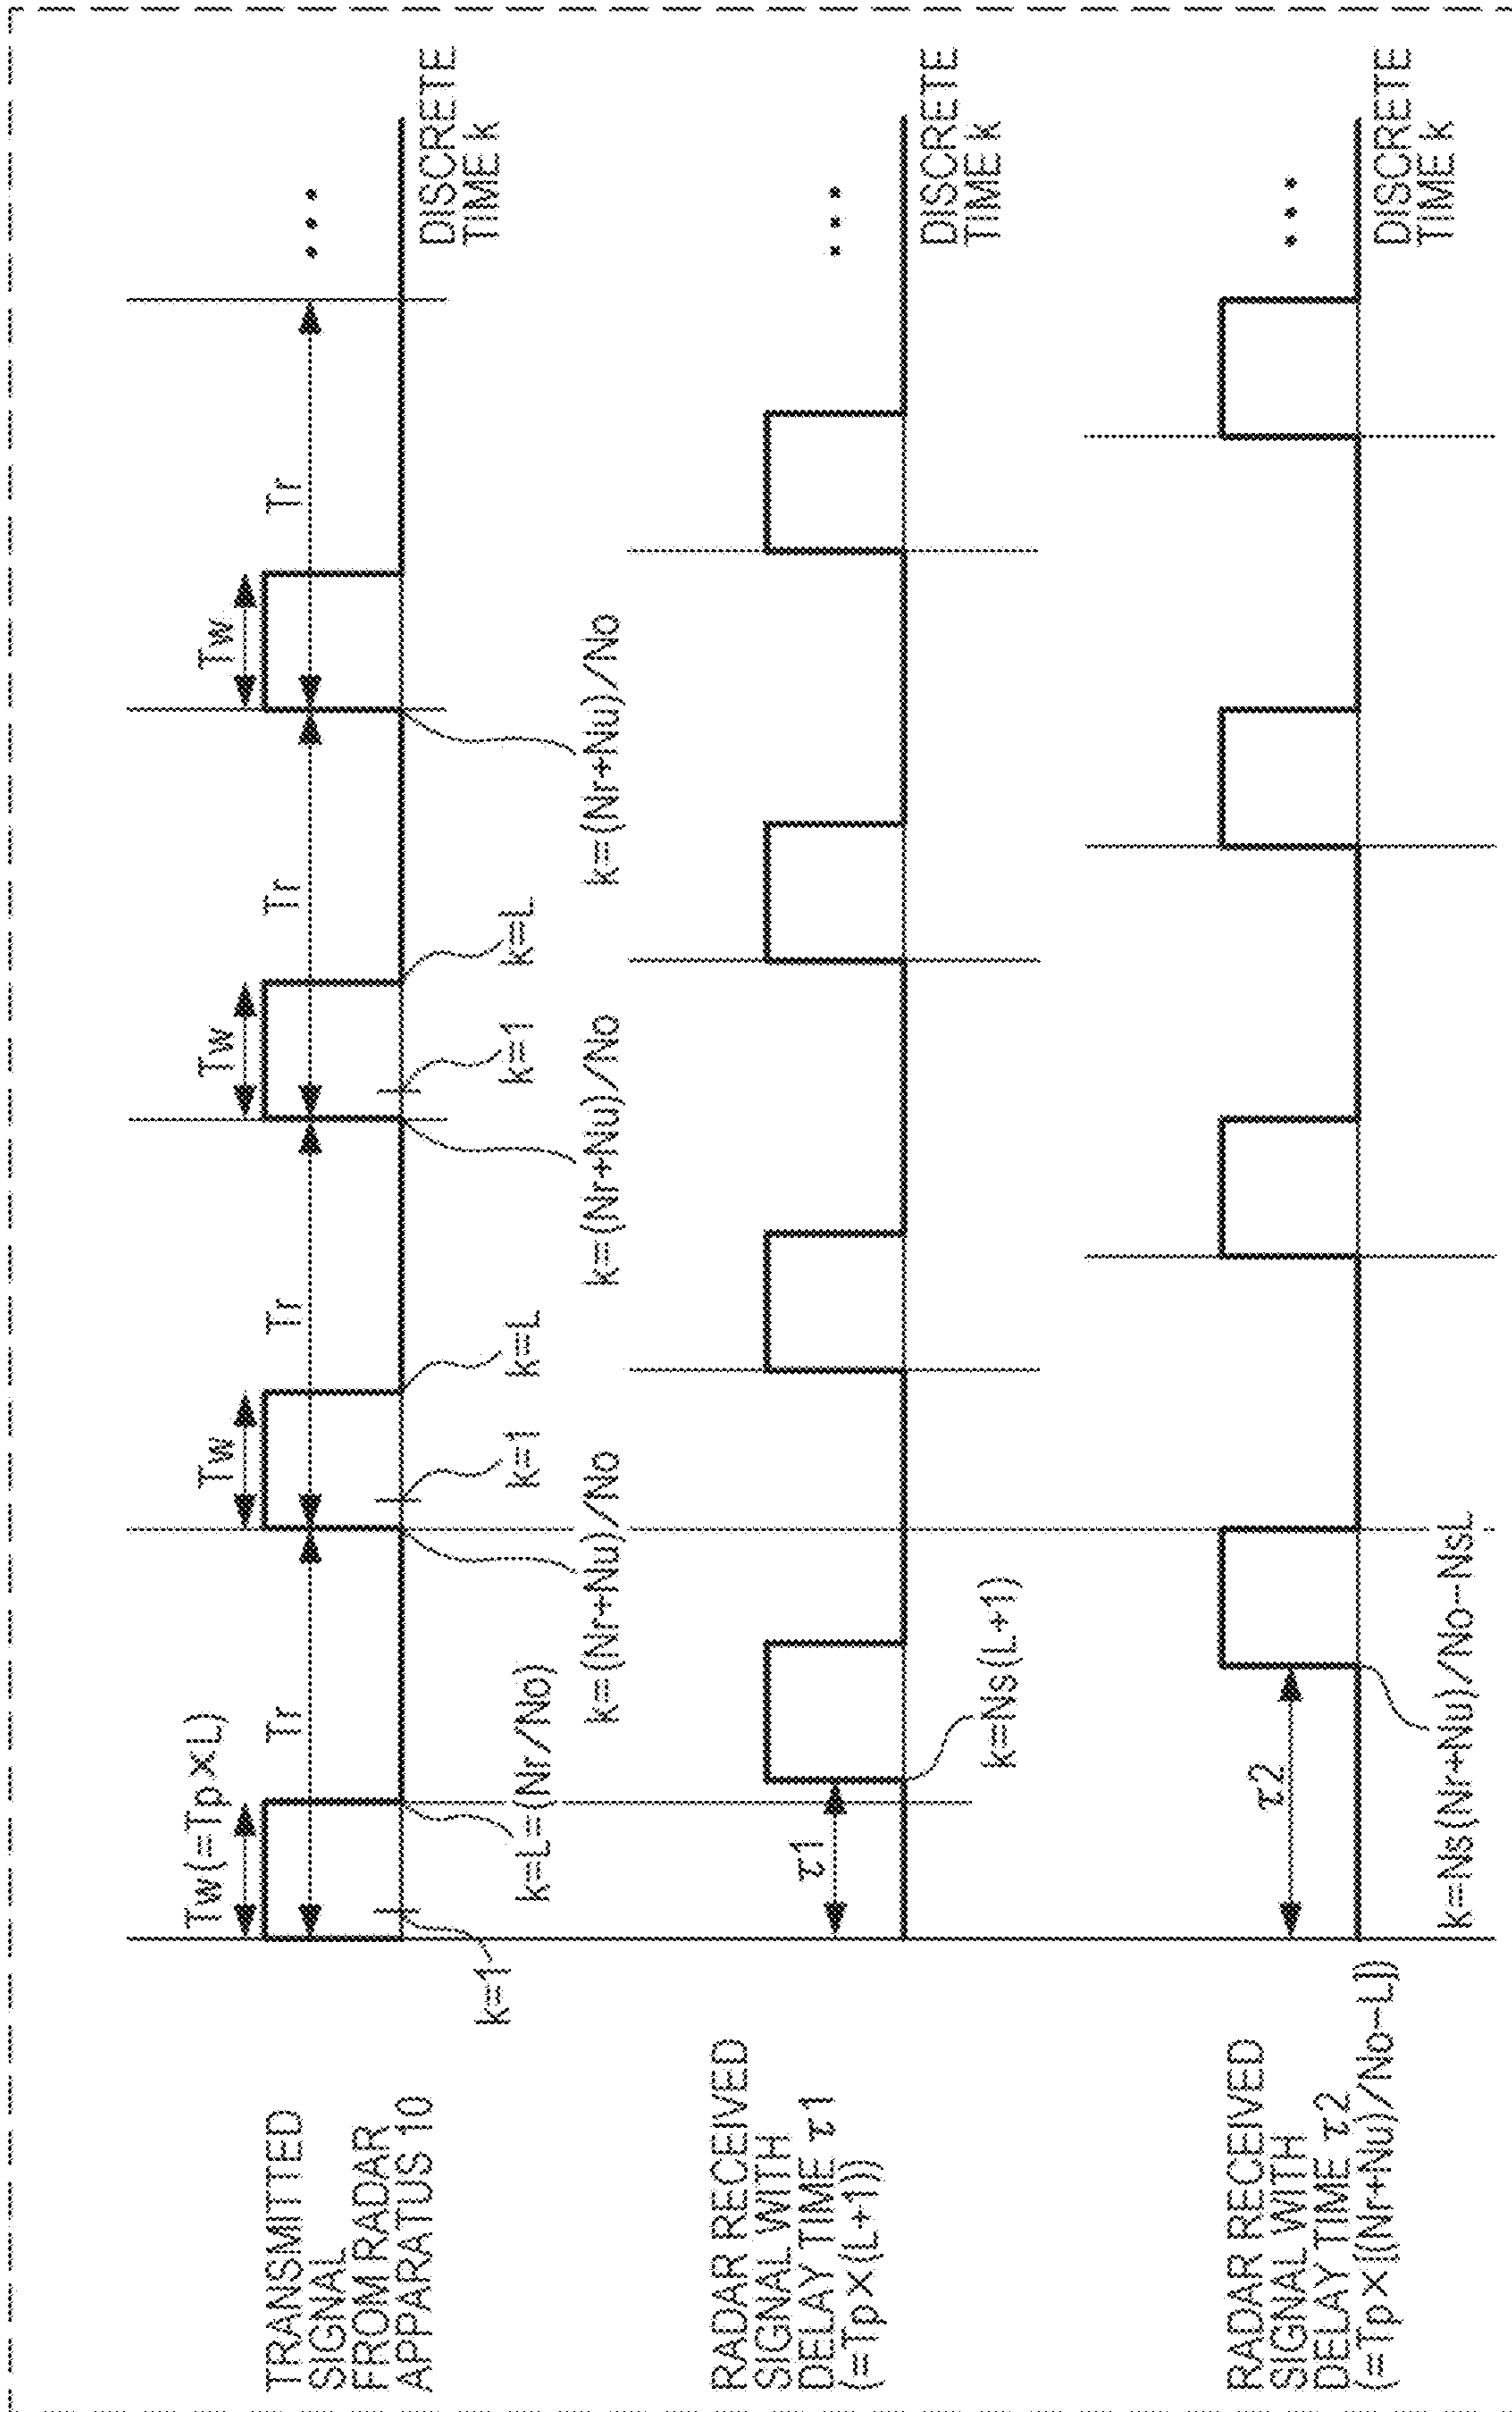 TRANSMITTED
SIGNAL
FROM RADAR
APPARATUS 10
Tw(=Tp×L)
Tr
Tw
Tr
Tw
Tr
Tw
Tr
•••
k=1
k=L=(Nr/No)
k=(Nr+Nu)/No
k=1
k=L
k=(Nr+Nu)/No
k=1
k=L
k=(Nr+Nu)/No
DISCRETE
TIME k
RADAR RECEIVED
SIGNAL WITH
DELAY TIME τ1
(=Tp×(L+1))
τ1
k=Ns(L+1)
•••
DISCRETE
TIME k
RADAR RECEIVED
SIGNAL WITH
DELAY TIME τ2
(=Tp×[(Nr+Nu)/No-L])
τ2
k=Ns(Nr+Nu)/No-NsL
•••
DISCRETE
TIME k